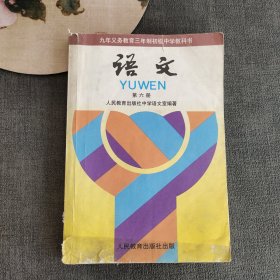 九年义务教育三年制初级中学教科书
语文
YUWEN
第六册
人民教育出版社中学语文室编著
人民教育出版社出版